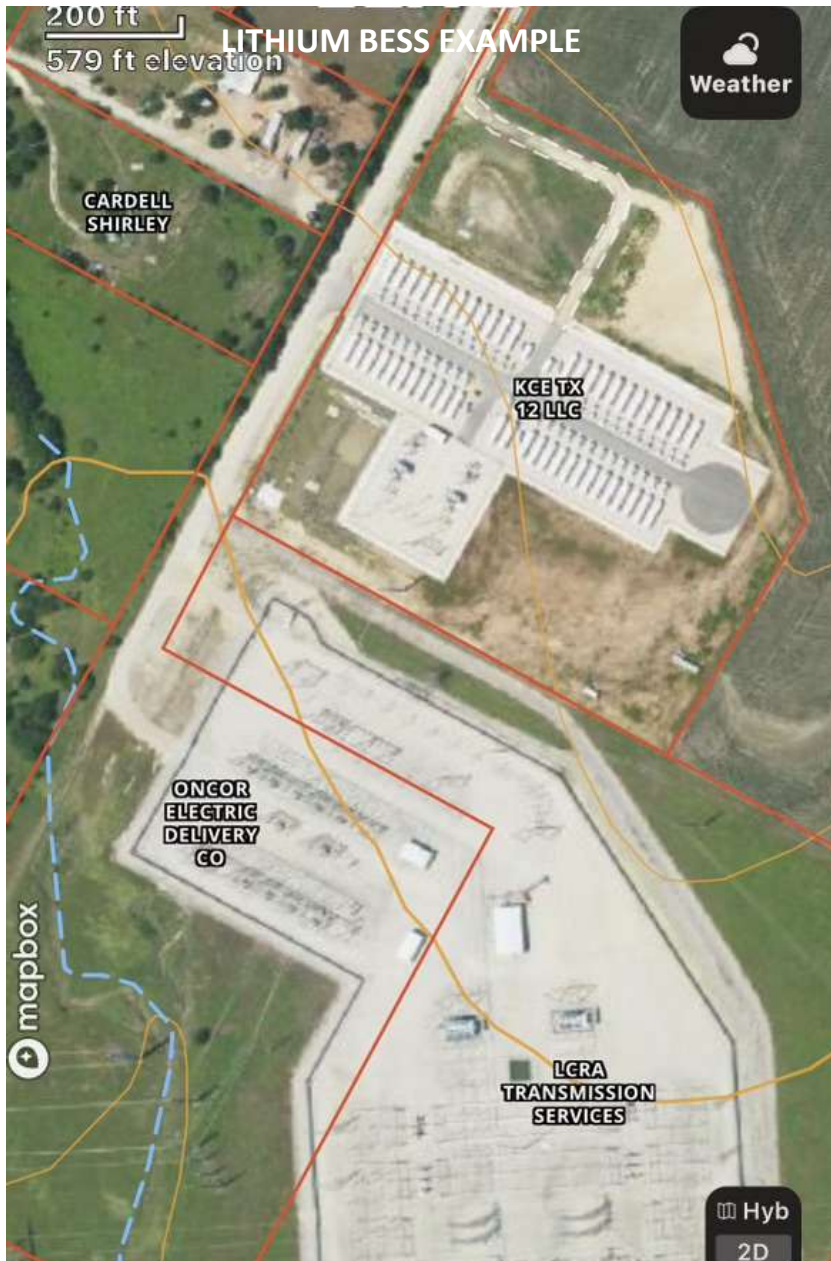 200 ft
LITHIUM BESS EXAMPLE
579 ft elevation
Weather
CARDELL
SHIRLEY
KCE TX
12 LLC
ONCOR
ELECTRIC
DELIVERY
CO
mapbox
LCRA
TRANSMISSION
SERVICES
Hyb
2D